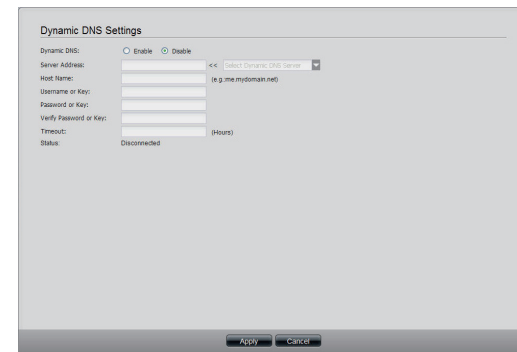 Dynamic DNS Settings
Dynamic DNS: Enable Disable
Server Address: << Select Dynamic DNS Server
Host Name: (e.g.:me.mydomain.net)
Username or Key:
Password or Key:
Verify Password or Key:
Timeout: (Hours)
Status: Disconnected
Apply Cancel